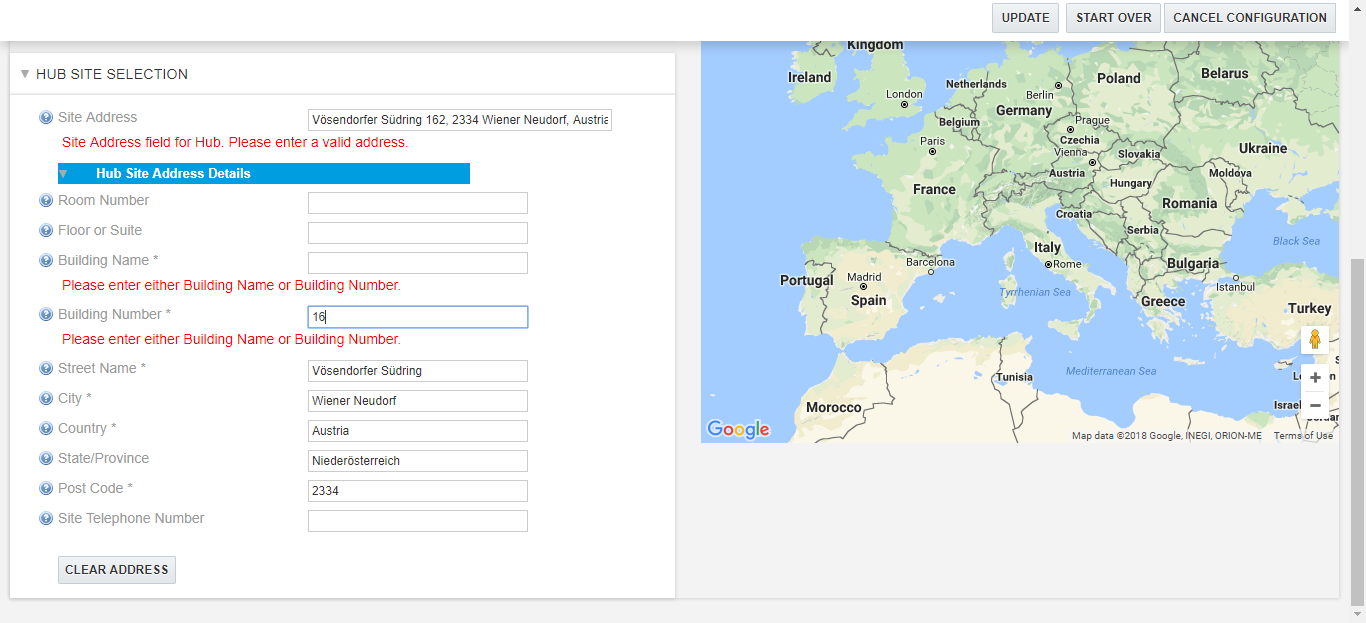 UPDATE START OVER CANCEL CONFIGURATION
HUB SITE SELECTION
Site Address Vösendorfer Südring 162, 2334 Wiener Neudorf, Austria
Site Address field for Hub. Please enter a valid address.
Hub Site Address Details
Room Number
Floor or Suite
Building Name *
Please enter either Building Name or Building Number.
Building Number * 16
Please enter either Building Name or Building Number.
Street Name * Vösendorfer Südring
City * Wiener Neudorf
Country * Austria
State/Province Niederösterreich
Post Code * 2334
Site Telephone Number
CLEAR ADDRESS
Kingdom
Ireland
London
Netherlands
Berlin
Poland
Belarus
Germany
Belgium
Prague
Czechia
Paris
Vienna
Slovakia
Ukraine
Austria
Moldova
Hungary
France
Romania
Croatia
Serbia
Italy
Black Sea
Rome
Barcelona
Bulgaria
Portugal
Madrid
Istanbul
Spain
Tyrrhenian Sea
Greece
Turkey
Tunisia
Mediterranean Sea
Israel
Morocco
Google
Map data ©2018 Google, INEGI, ORION-ME Terms of Use